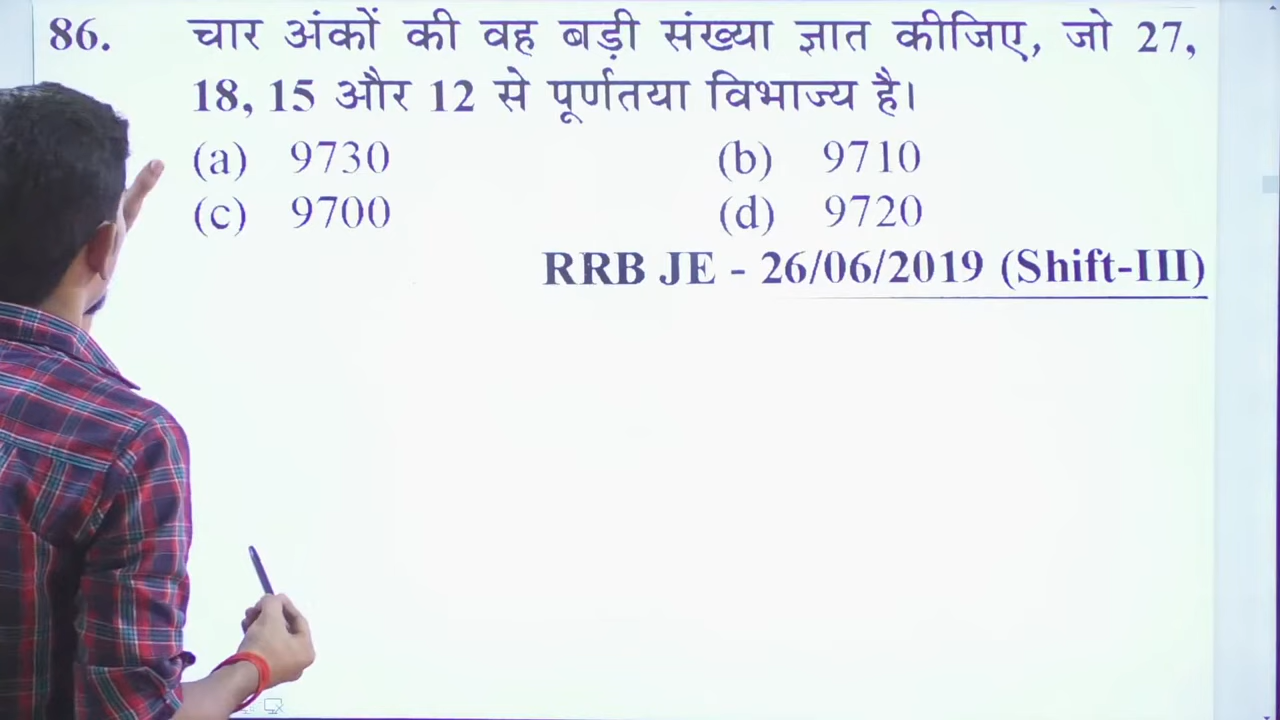 86. चार अंकों की वह बड़ी संख्या ज्ञात कीजिए, जो 27,
18, 15 और 12 से पूर्णतया विभाज्य है।
(a) 9730 (b) 9710
(c) 9700 (d) 9720
RRB JE - 26/06/2019 (Shift-III)